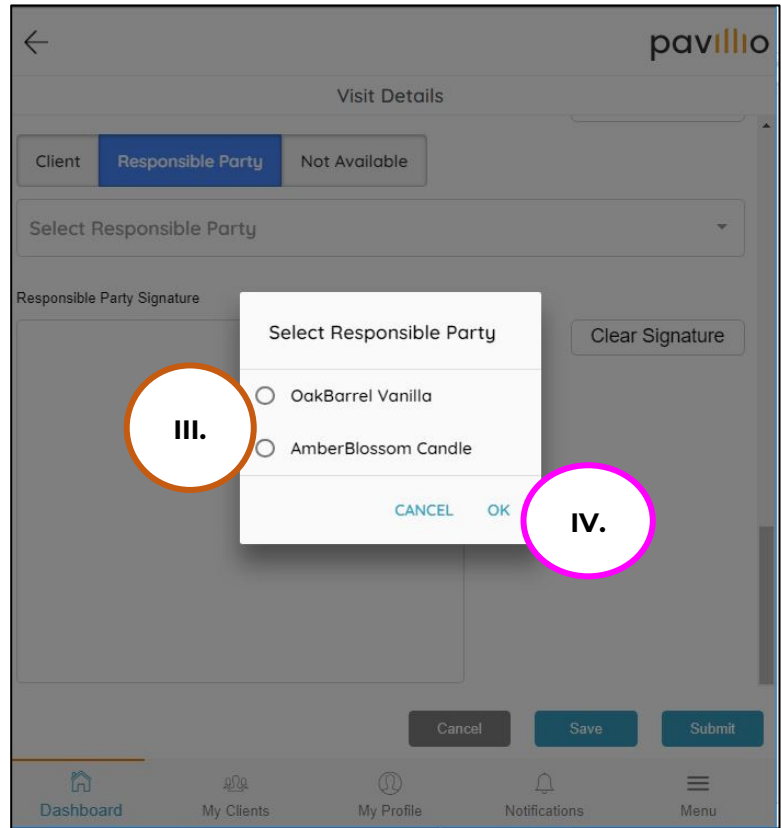 pavillio
Visit Details
Client Responsible Party Not Available
Select Responsible Party
Responsible Party Signature
Clear Signature
Select Responsible Party
OakBarrel Vanilla
AmberBlossom Candle
CANCEL OK
III.
IV.
Cancel Save Submit
Dashboard My Clients My Profile Notifications Menu